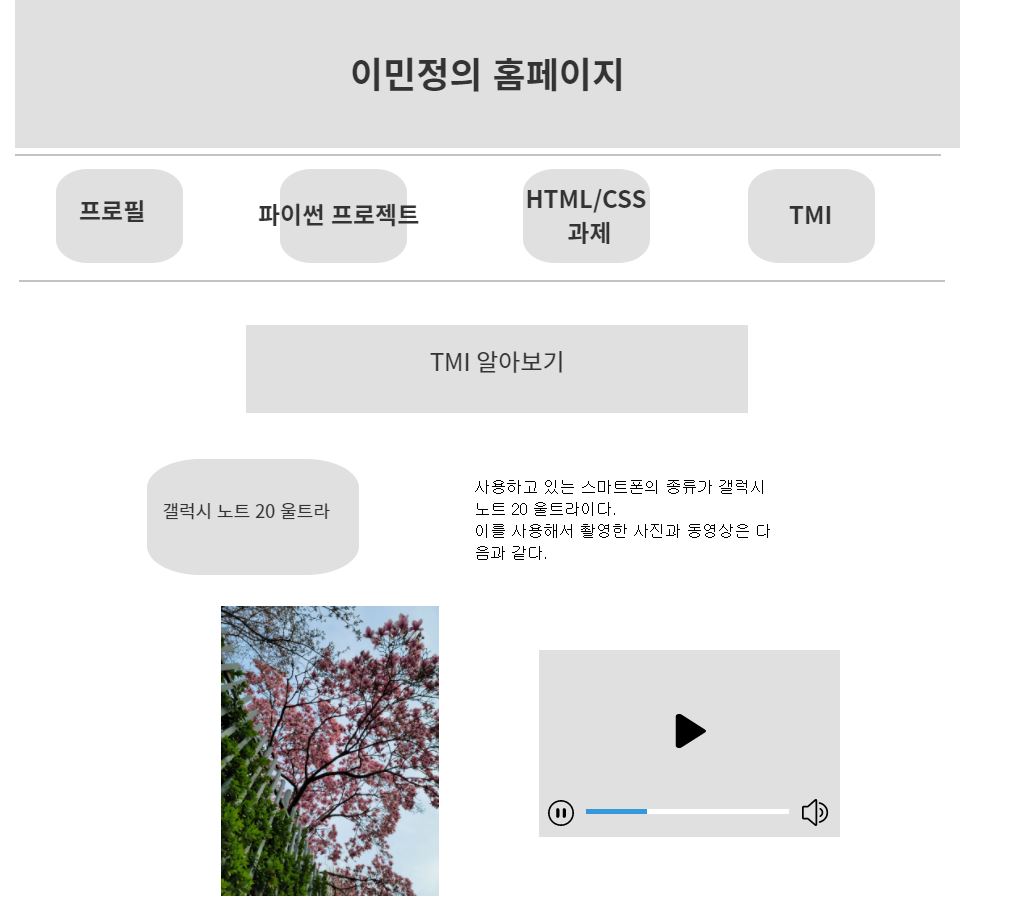 이민정의 홈페이지
프로필
파이썬 프로젝트
HTML/CSS
과제
TMI
TMI 알아보기
갤럭시 노트 20 울트라
사용하고 있는 스마트폰의 종류가 갤럭시
노트 20 울트라이다.
이를 사용해서 촬영한 사진과 동영상은 다
음과 같다.